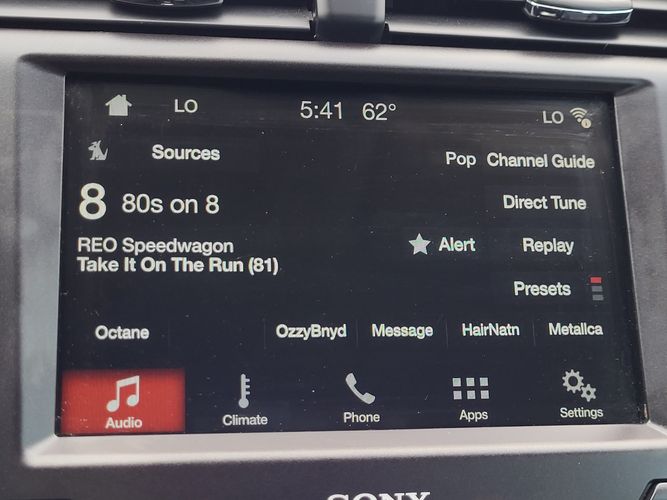 LO 5:41 62° LO
Sources Pop Channel Guide
8 80s on 8 Direct Tune
REO Speedwagon Alert Replay
Take It On The Run (81)
Presets
Octane OzzyBnyd Message HairNatn Metallca
Audio Climate Phone Apps Settings
SONY